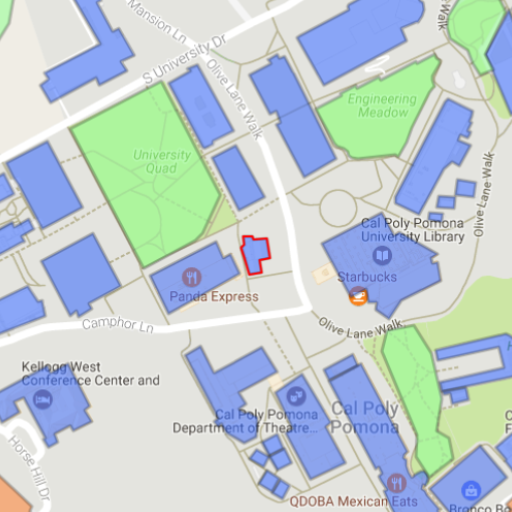 Mansion Ln
S University Dr
Olive Lane Walk
Walk
Engineering
Meadow
University
Quad
Olive Lane Walk
Cal Poly Pomona
University Library
Starbucks
Panda Express
Camphor Ln
Olive Lane Walk
Kellogg West
Conference Center and
Cal Poly Pomona
Department of Theatre...
Cal Poly
Pomona
Horse Hill Dr
QDOBA Mexican Eats
Bronco Bo